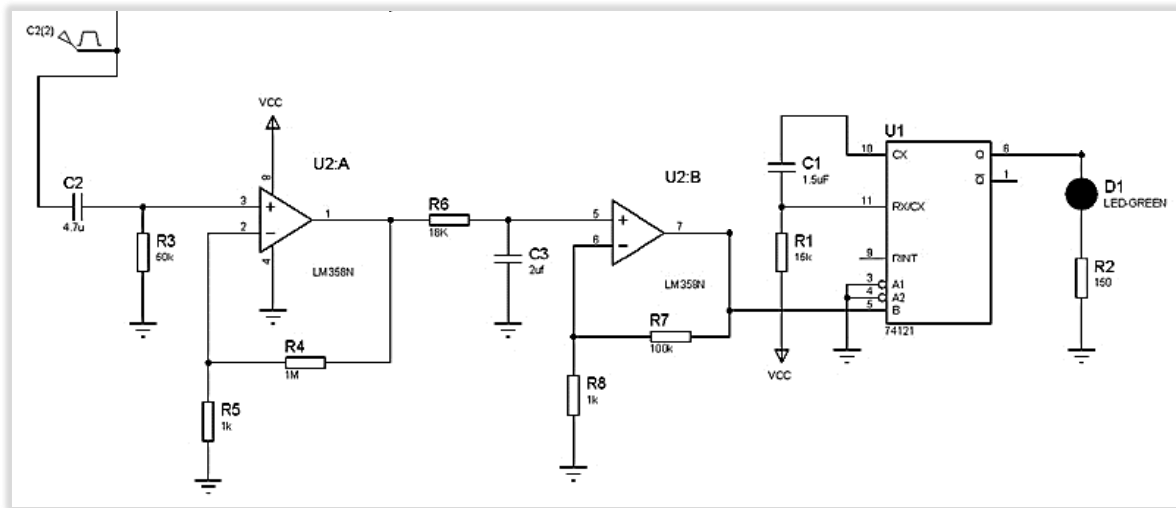 C2(2)
VCC
U2:A
C2
4.7u
R3
50k
3
2
8
4
1
LM358N
R4
1M
R5
1k
R6
18K
C3
2uf
U2:B
5
6
7
LM358N
R7
100k
R8
1k
C1
1.5uF
R1
15k
VCC
U1
10
CX
11
RX/CX
9
RINT
3
A1
4
A2
5
B
74121
Q
6
Q
1
D1
LED-GREEN
R2
150